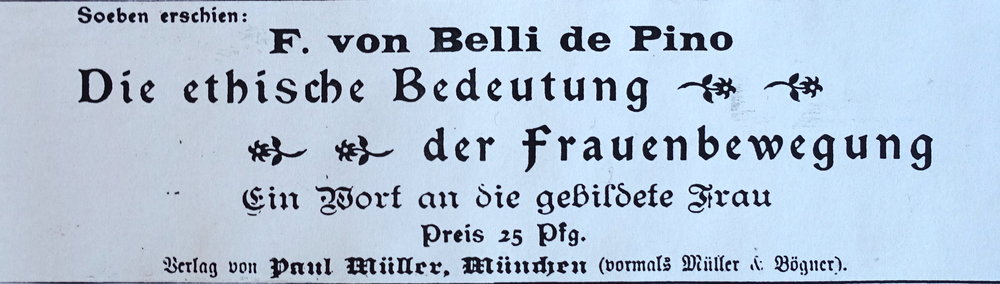 Soeben erschien:
F. von Belli de Pino
Die ethische Bedeutung
der Frauenbewegung
Ein Wort an die gebildete Frau
Preis 25 Pfg.
Verlag von Paul Müller, München (vormals Müller & Bögner).